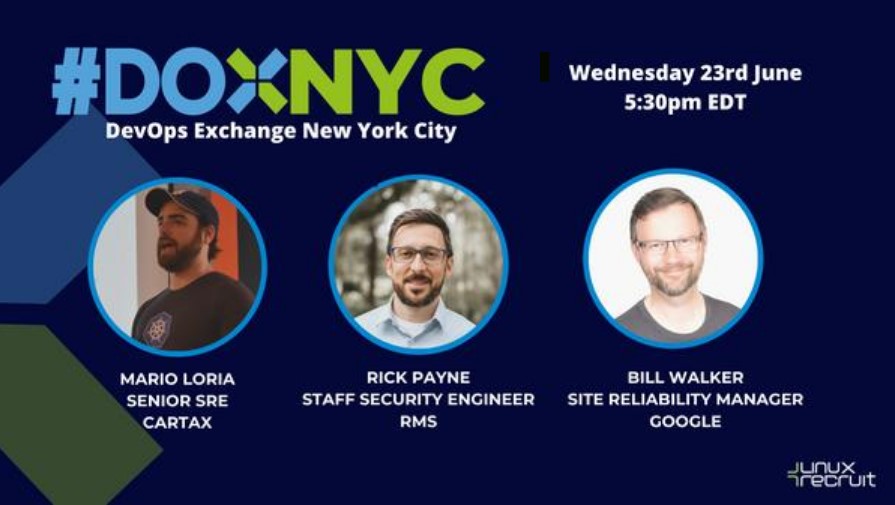 #DOXNYC
DevOps Exchange New York City
Wednesday 23rd June
5:30pm EDT
MARIO LORIA
SENIOR SRE
CARTAX
RICK PAYNE
STAFF SECURITY ENGINEER
RMS
BILL WALKER
SITE RELIABILITY MANAGER
GOOGLE
LINUX
recruit